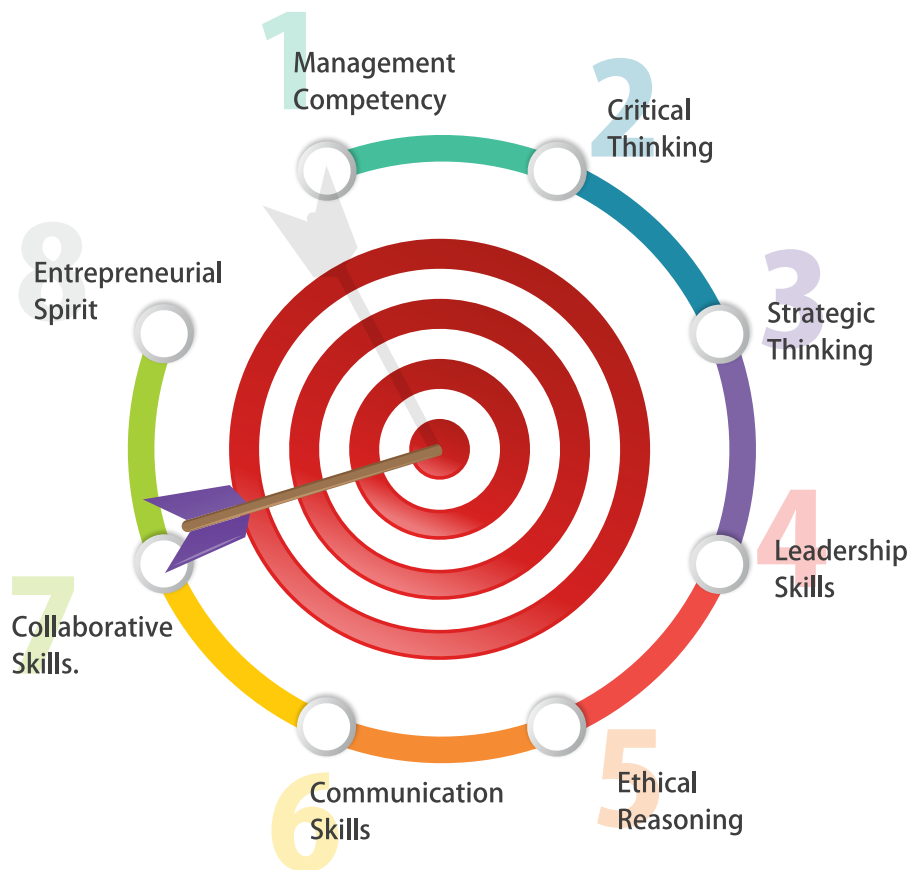 1
Management
Competency
2
Critical
Thinking
3
Strategic
Thinking
4
Leadership
Skills
5
Ethical
Reasoning
6
Communication
Skills
7
Collaborative
Skills.
8
Entrepreneurial
Spirit